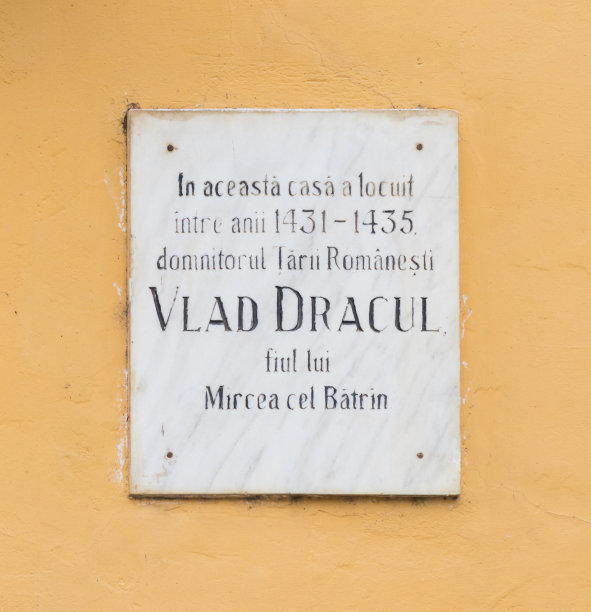 In această casă a locuit
între anii 1431-1435,
domnitorul Țării Românești
VLAD DRACUL,
fiul lui
Mircea cel Bătrîn